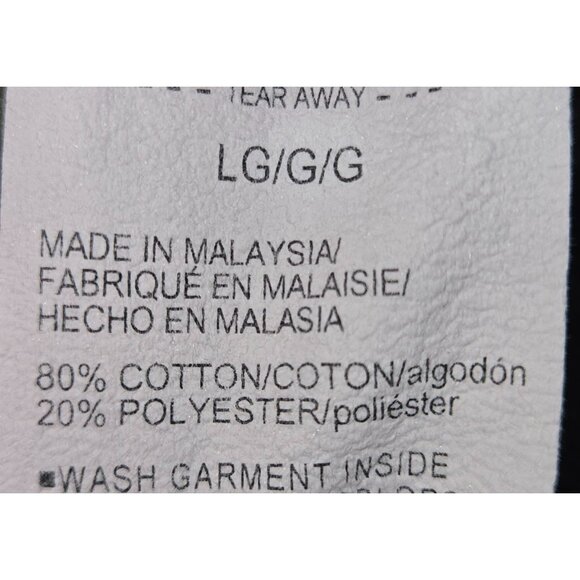 - - - TEAR AWAY - - -
LG/G/G
MADE IN MALAYSIA/
FABRIQUÉ EN MALAISIE/
HECHO EN MALASIA
80% COTTON/COTON/algodón
20% POLYESTER/poliéster
▪WASH GARMENT INSIDE